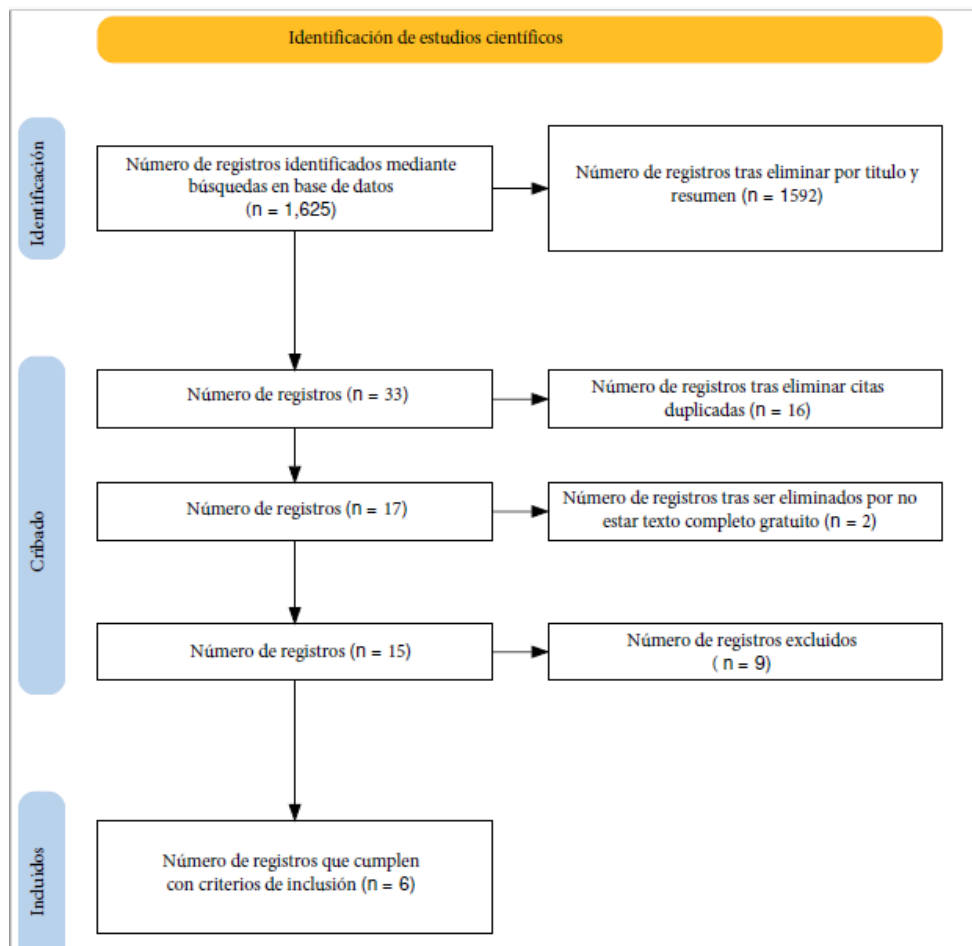 Identificación de estudios científicos
Identificación
Número de registros identificados mediante
búsquedas en base de datos
(n = 1,625)
Número de registros tras eliminar por titulo y
resumen (n = 1592)
Cribado
Número de registros (n = 33)
Número de registros tras eliminar citas
duplicadas (n = 16)
Número de registros (n = 17)
Número de registros tras ser eliminados por no
estar texto completo gratuito (n = 2)
Número de registros (n = 15)
Número de registros excluidos
( n = 9)
Incluidos
Número de registros que cumplen
con criterios de inclusión (n = 6)